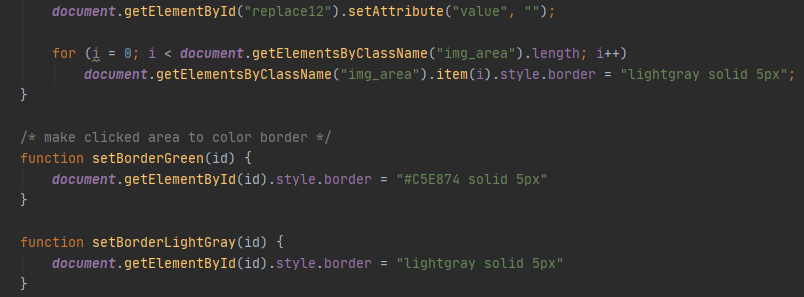 document.getElementById("replace12").setAttribute("value", "");
for (i = 0; i < document.getElementsByClassName("img_area").length; i++)
document.getElementsByClassName("img_area").item(i).style.border = "lightgray solid 5px";
}
/* make clicked area to color border */
function setBorderGreen(id) {
document.getElementById(id).style.border = "#C5E874 solid 5px"
}
function setBorderLightGray(id) {
document.getElementById(id).style.border = "lightgray solid 5px"
}